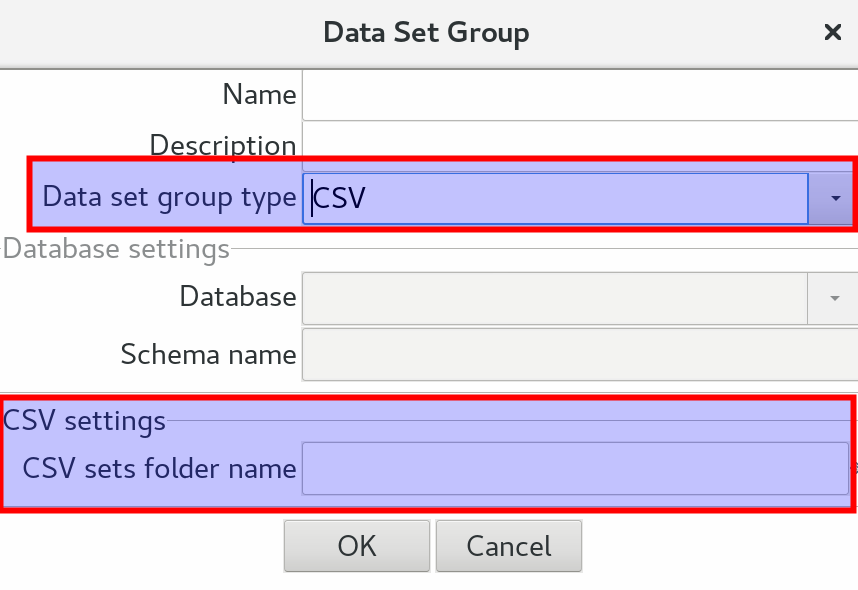 Data Set Group
Name
Description
Data set group type CSV
Database settings
Database
Schema name
CSV settings
CSV sets folder name
OK Cancel